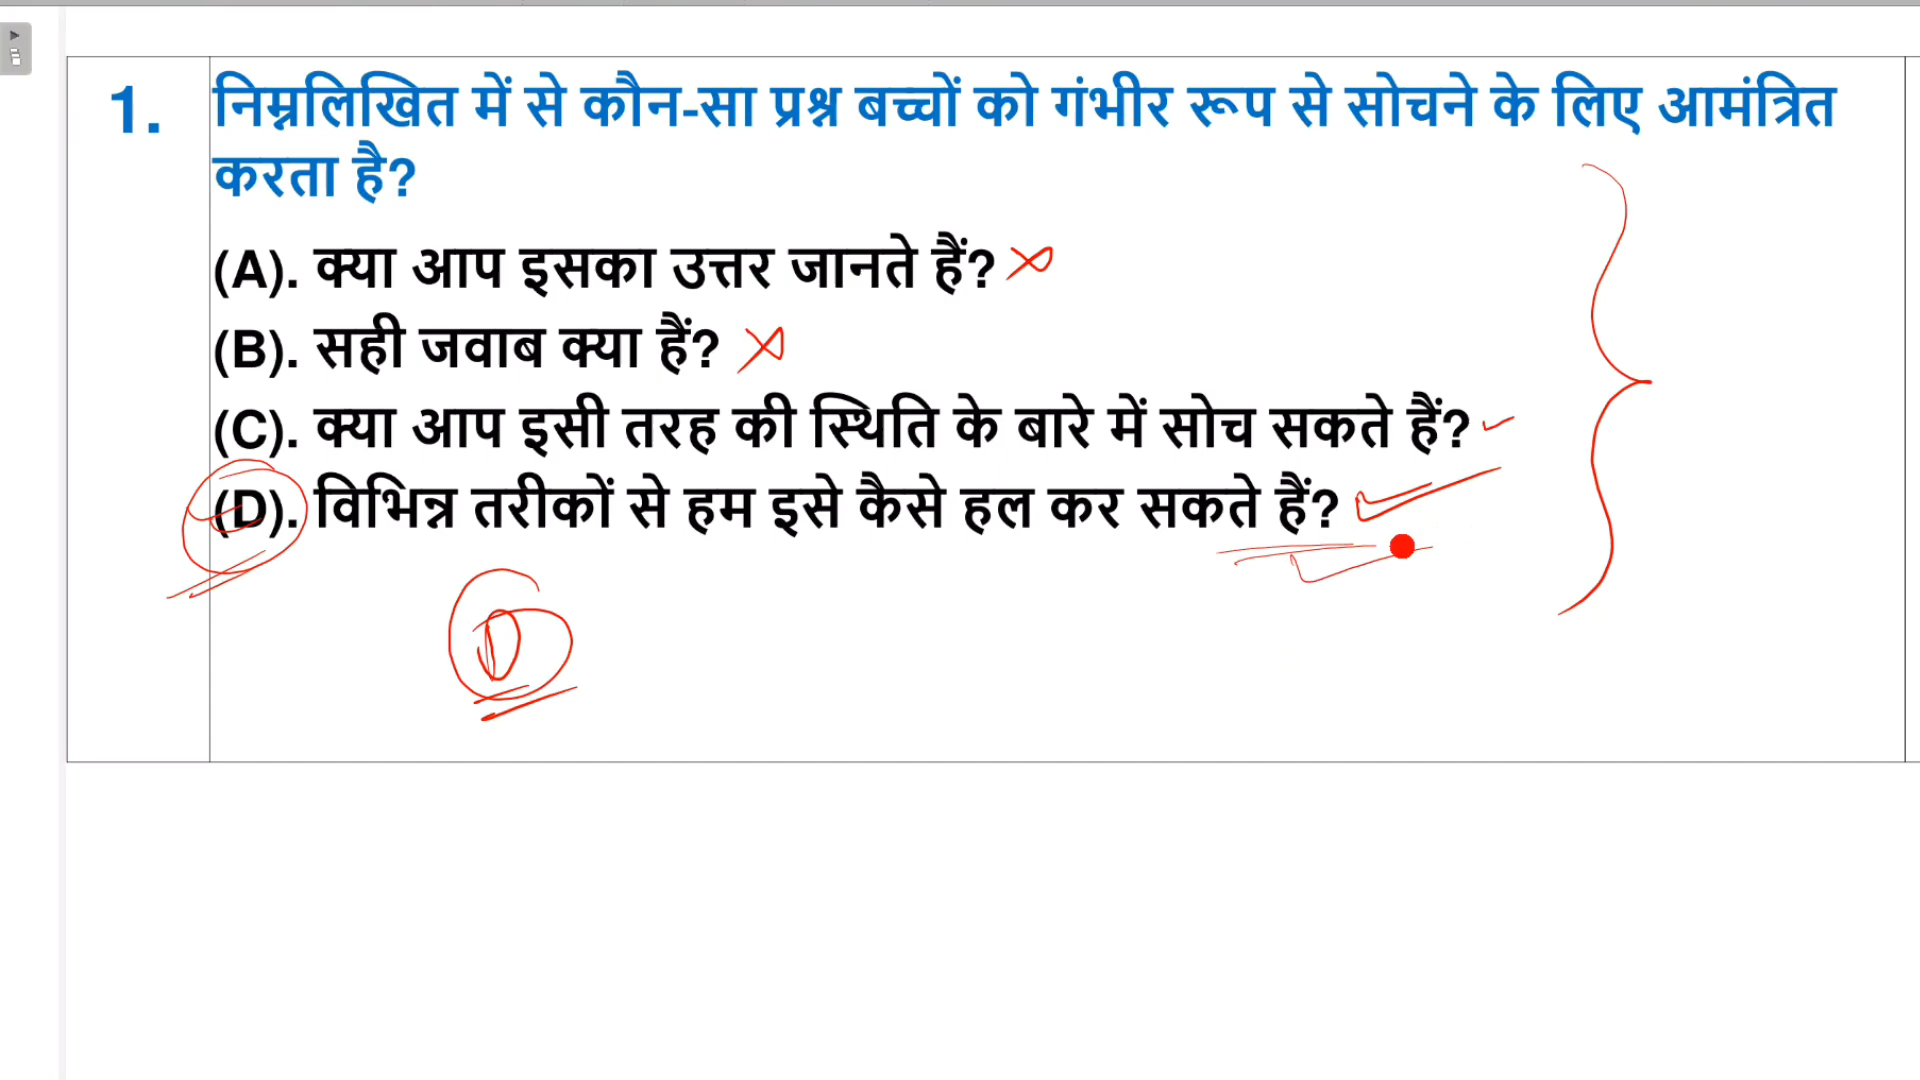 1. निम्नलिखित में से कौन-सा प्रश्न बच्चों को गंभीर रूप से सोचने के लिए आमंत्रित
करता है?
(A). क्या आप इसका उत्तर जानते हैं?
(B). सही जवाब क्या हैं?
(C). क्या आप इसी तरह की स्थिति के बारे में सोच सकते हैं?
(D). विभिन्न तरीकों से हम इसे कैसे हल कर सकते हैं?
D